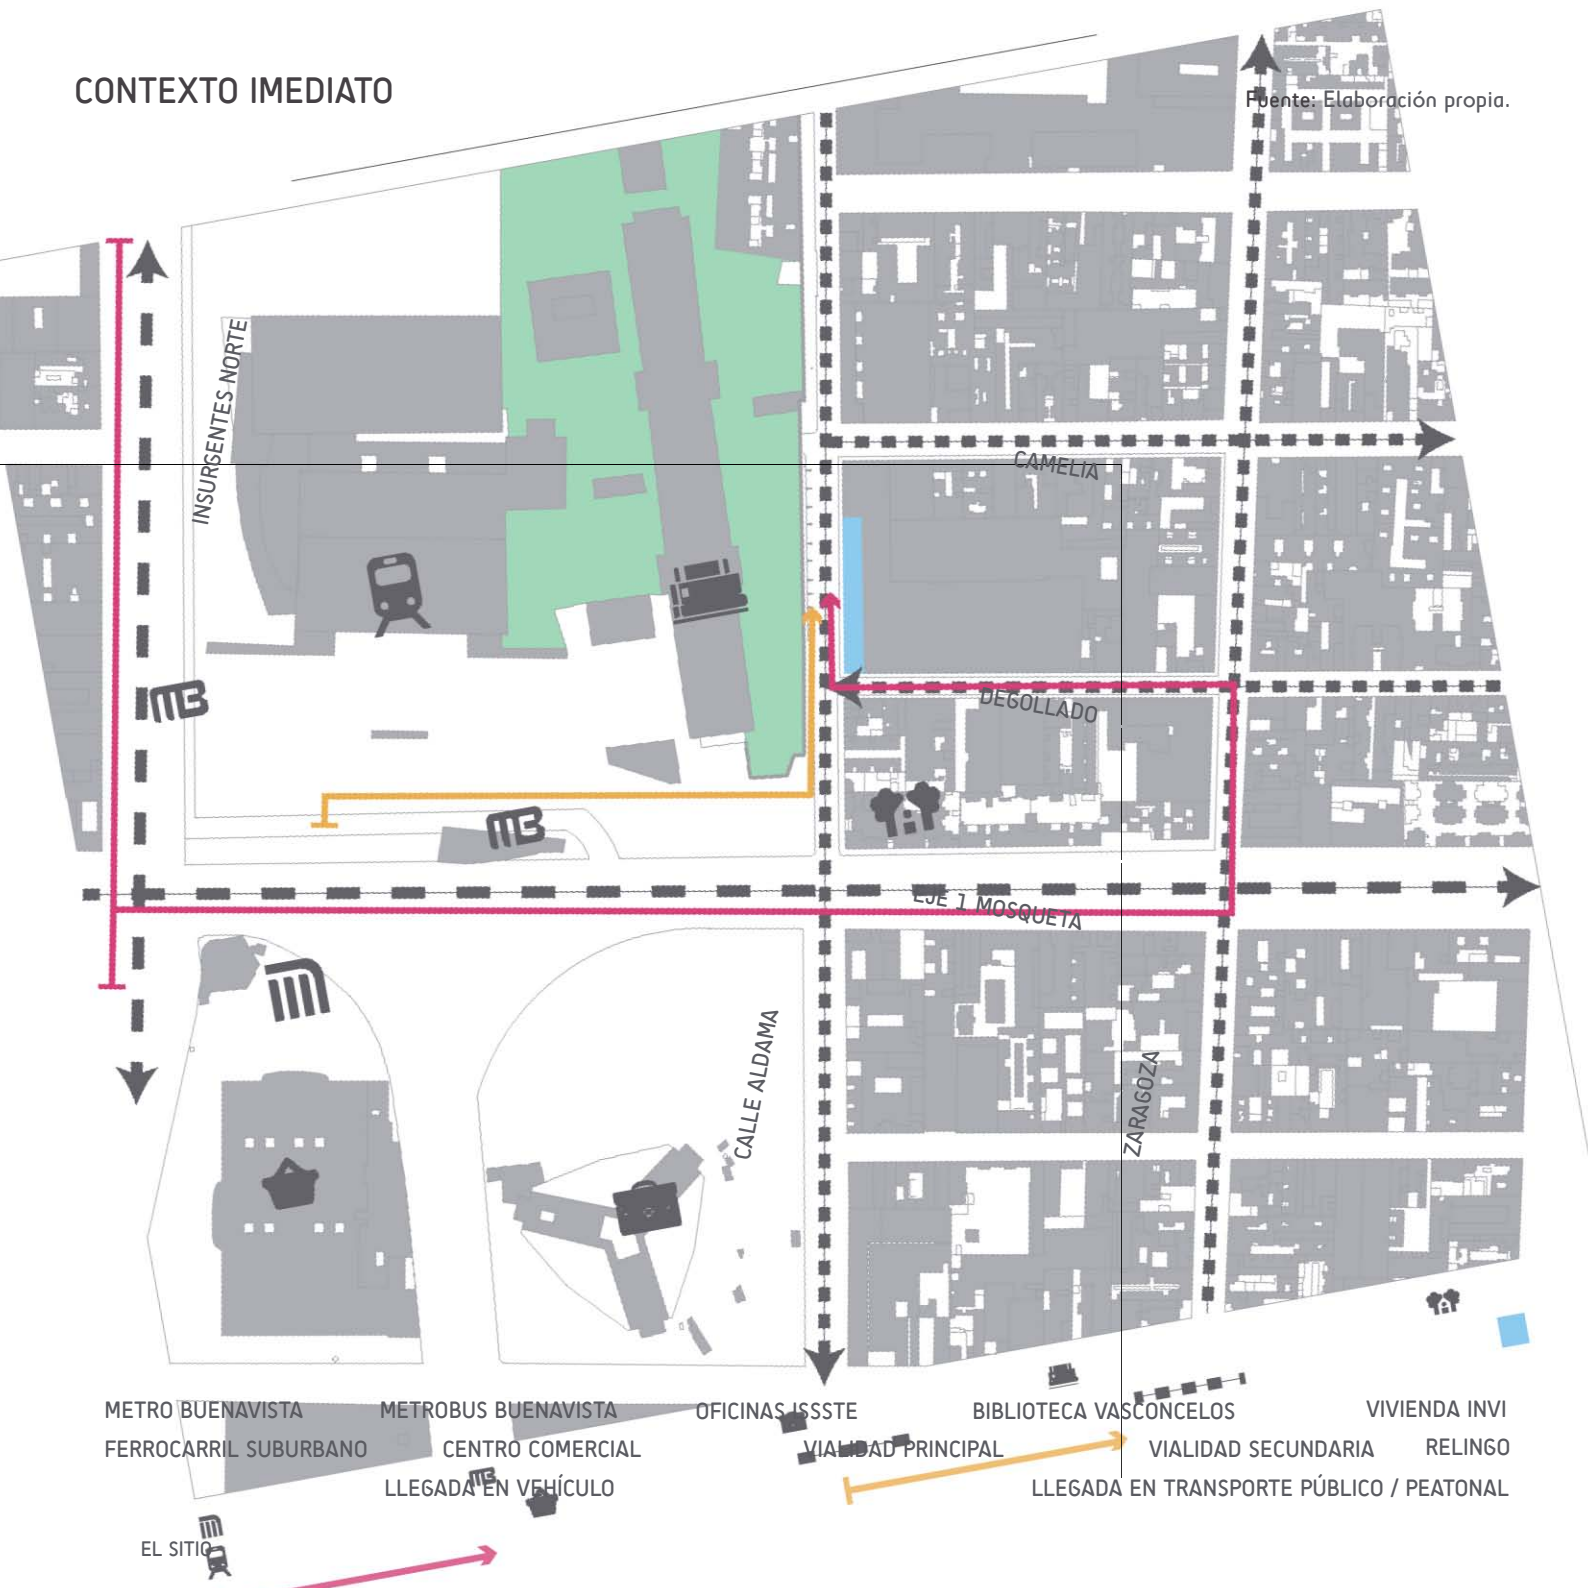 CONTEXTO IMEDIATO
Fuente: Elaboración propia.
INSURGENTES NORTE
CAMELIA
DEGOLLADO
EJE 1 MOSQUETA
CALLE ALDAMA
ZARAGOZA
METRO BUENAVISTA METROBUS BUENAVISTA OFICINAS ISSSTE BIBLIOTECA VASCONCELOS VIVIENDA INVI
FERROCARRIL SUBURBANO CENTRO COMERCIAL VIALIDAD PRINCIPAL VIALIDAD SECUNDARIA RELINGO
LLEGADA EN VEHÍCULO LLEGADA EN TRANSPORTE PÚBLICO / PEATONAL
EL SITIO